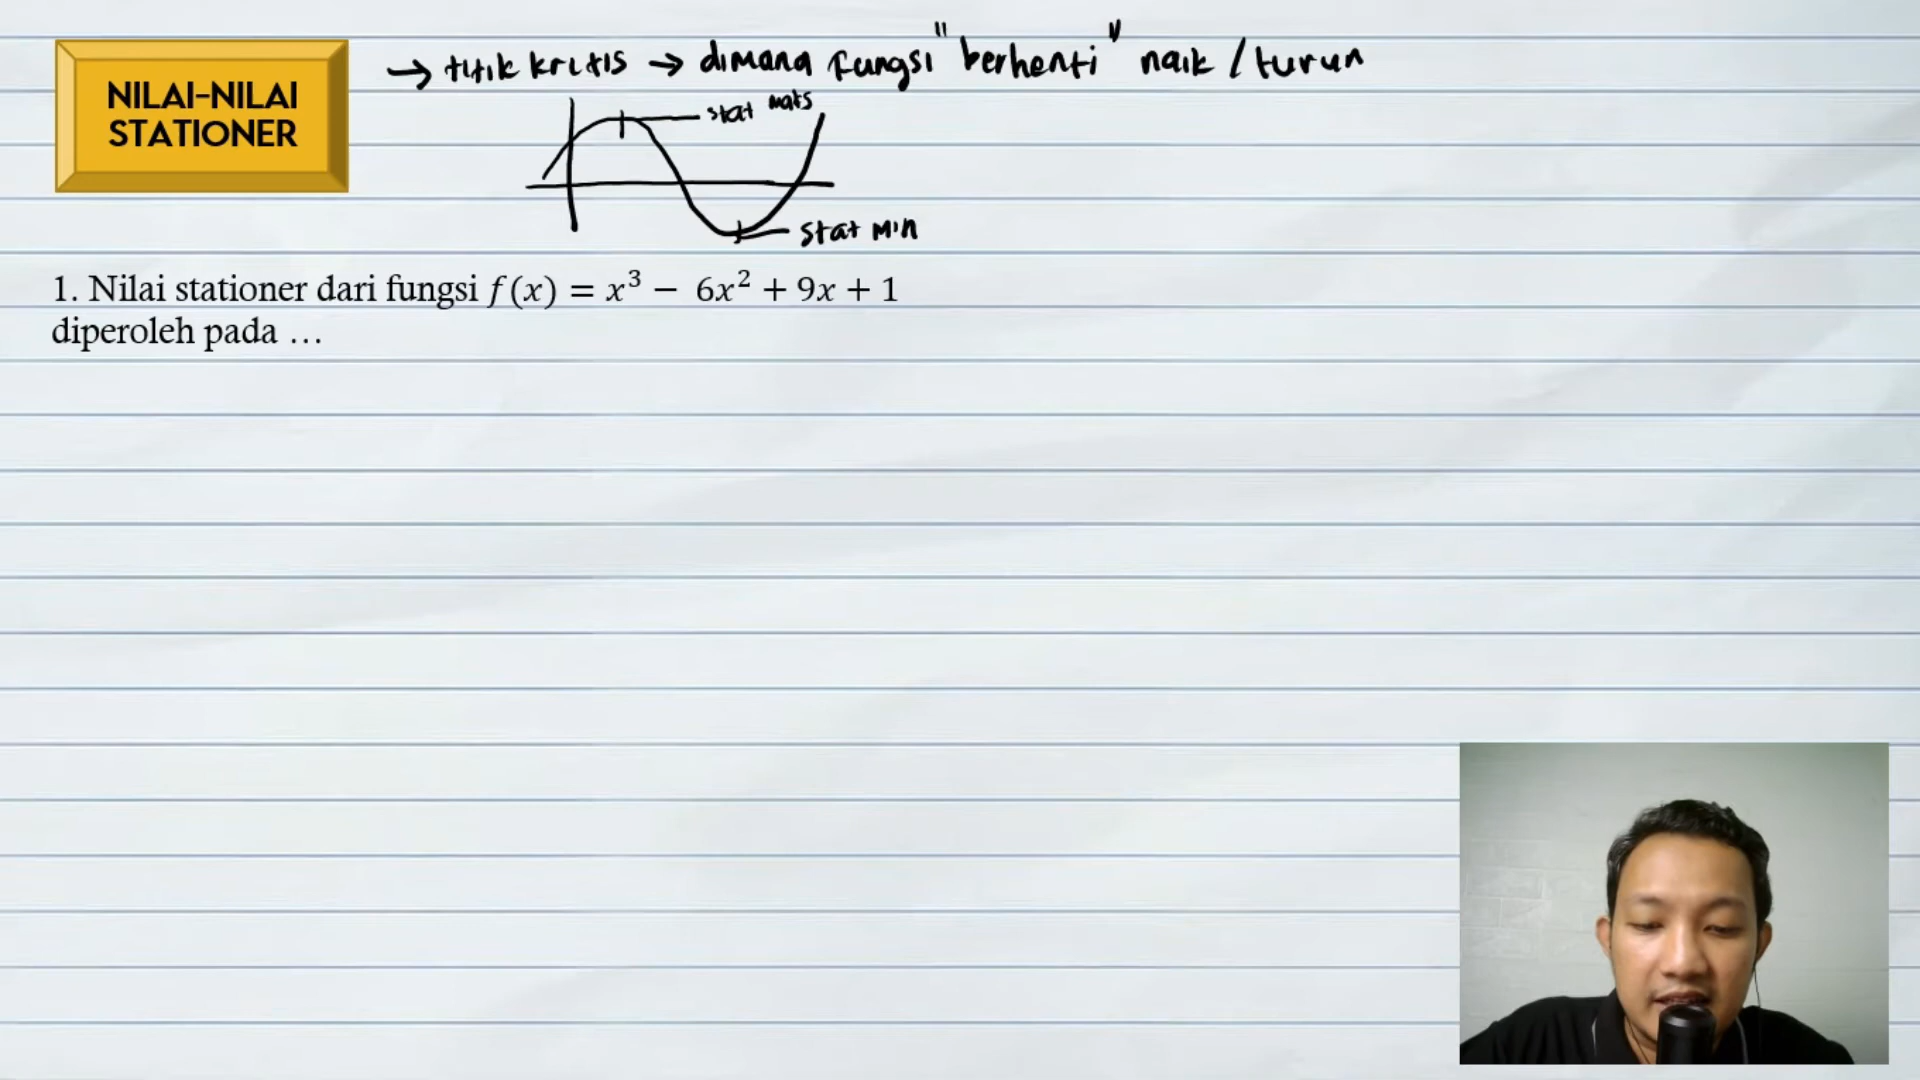 NILAI-NILAI
STATIONER
→ titik kritis → dimana fungsi "berhenti" naik / turun
stat maks
stat min
1. Nilai stationer dari fungsi f(x) = x³ − 6x² + 9x + 1
diperoleh pada …